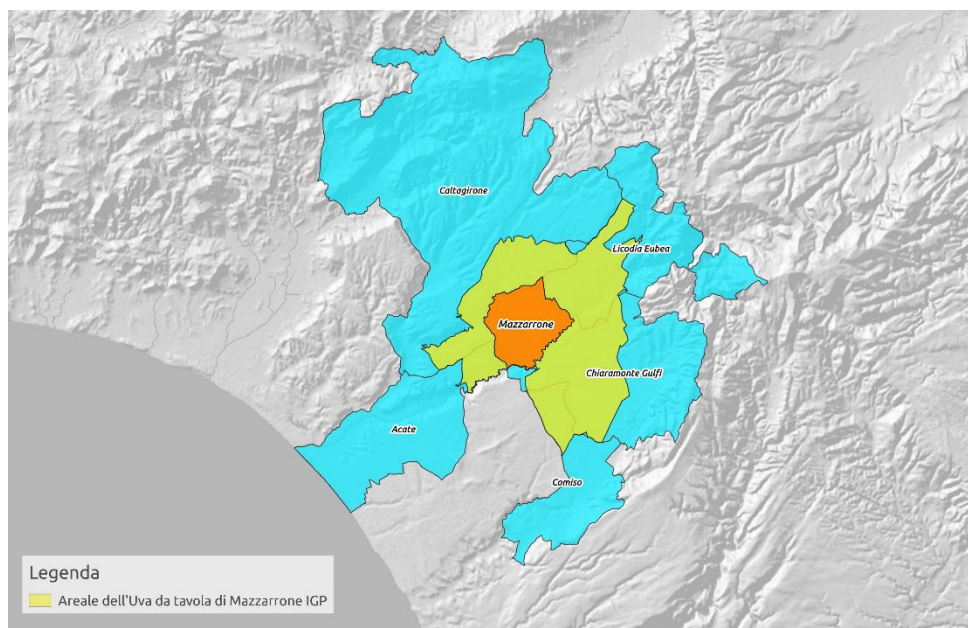 Caltagirone
Licodia Eubea
Mazzarrone
Chiaramonte Gulfi
Acate
Comiso
Legenda
Areale dell'Uva da tavola di Mazzarrone IGP